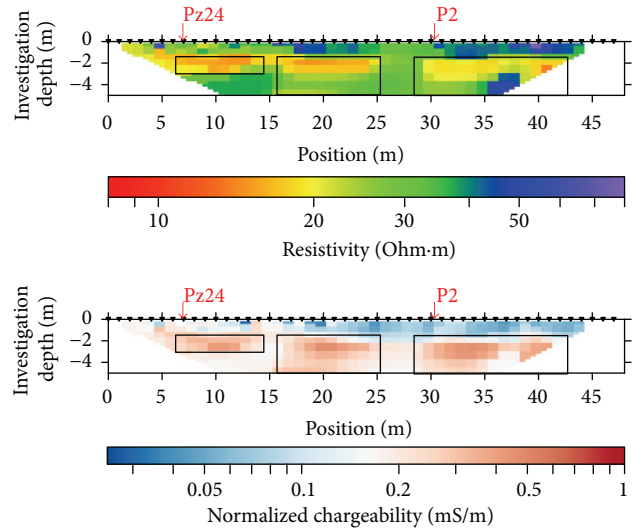 Pz24 P2
0
−2
−4
Investigation
depth (m)
0 5 10 15 20 25 30 35 40 45
Position (m)
10 20 30 50
Resistivity (Ohm·m)
Pz24 P2
0
−2
−4
Investigation
depth (m)
0 5 10 15 20 25 30 35 40 45
Position (m)
0.05 0.1 0.2 0.5 1
Normalized chargeability (mS/m)